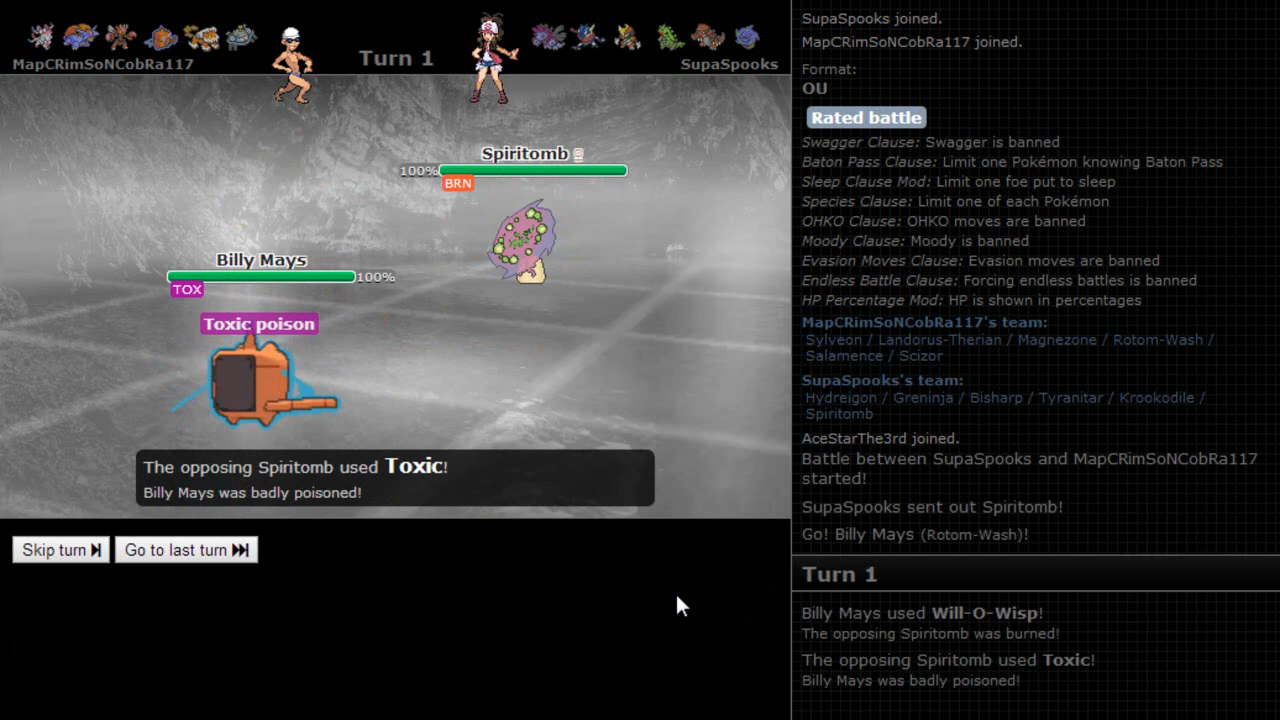 MapCRimSoNCobRa117
Turn 1
SupaSpooks
Spiritomb
100%
BRN
Billy Mays
100%
TOX
Toxic poison
The opposing Spiritomb used Toxic!
Billy Mays was badly poisoned!
Skip turn
Go to last turn
SupaSpooks joined.
MapCRimSoNCobRa117 joined.
Format:
OU
Rated battle
Swagger Clause: Swagger is banned
Baton Pass Clause: Limit one Pokémon knowing Baton Pass
Sleep Clause Mod: Limit one foe put to sleep
Species Clause: Limit one of each Pokémon
OHKO Clause: OHKO moves are banned
Moody Clause: Moody is banned
Evasion Moves Clause: Evasion moves are banned
Endless Battle Clause: Forcing endless battles is banned
HP Percentage Mod: HP is shown in percentages
MapCRimSoNCobRa117's team:
Sylveon / Landorus-Therian / Magnezone / Rotom-Wash /
Salamence / Scizor
SupaSpooks's team:
Hydreigon / Greninja / Bisharp / Tyranitar / Krookodile /
Spiritomb
AceStarThe3rd joined.
Battle between SupaSpooks and MapCRimSoNCobRa117
started!
SupaSpooks sent out Spiritomb!
Go! Billy Mays (Rotom-Wash)!
Turn 1
Billy Mays used Will-O-Wisp!
The opposing Spiritomb was burned!
The opposing Spiritomb used Toxic!
Billy Mays was badly poisoned!